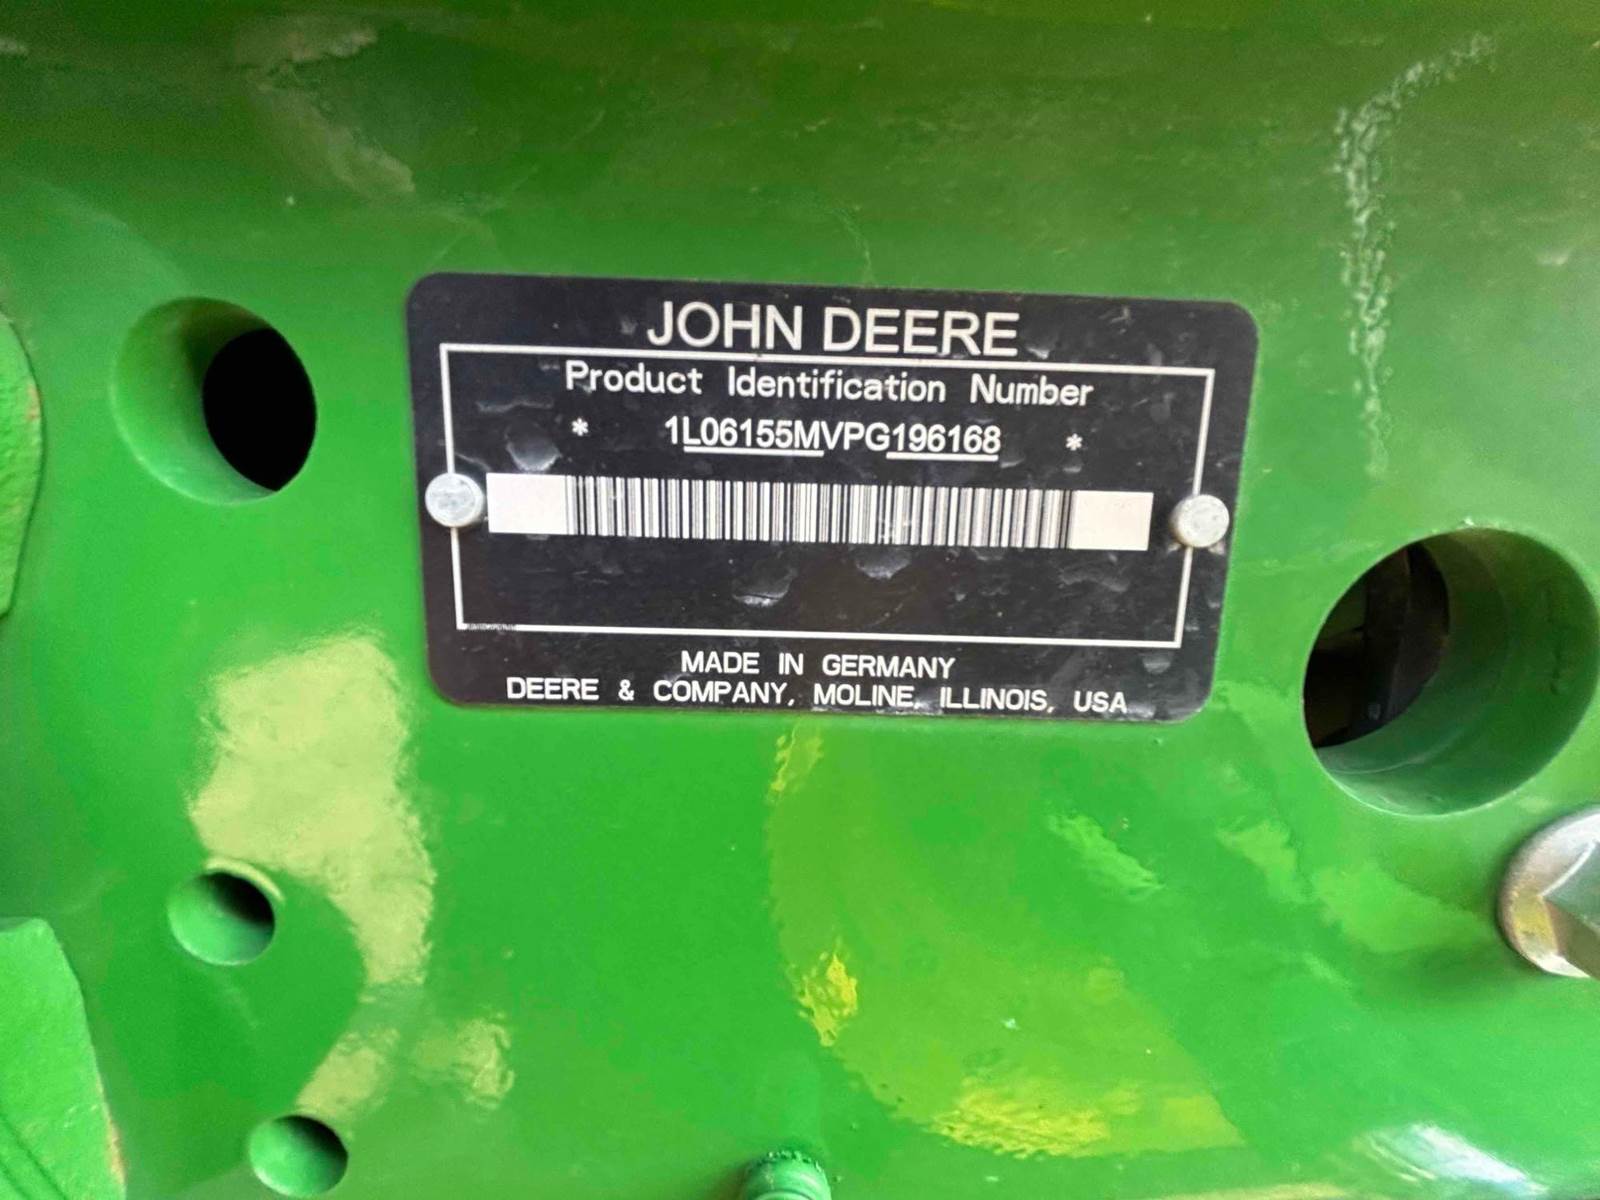 JOHN DEERE
Product Identification Number
* 1L06155MVPG196168 *
MADE IN GERMANY
DEERE & COMPANY, MOLINE, ILLINOIS, USA